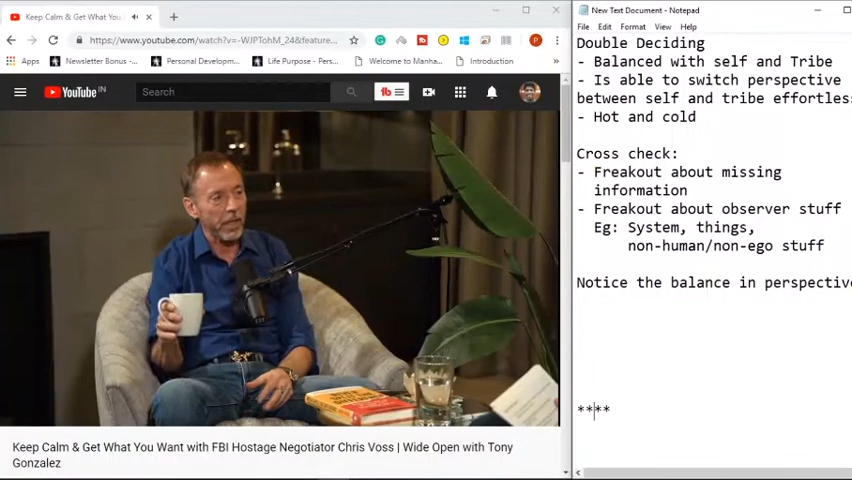 Keep Calm & Get What You Want
https://www.youtube.com/watch?v=-WJPTohM_24&feature...
Apps Newsletter Bonus -... Personal Developm... Life Purpose - Pers... Welcome to Manha... Introduction
YouTube IN
Search
Keep Calm & Get What You Want with FBI Hostage Negotiator Chris Voss | Wide Open with Tony
Gonzalez
New Text Document - Notepad
File Edit Format View Help
Double Deciding
- Balanced with self and Tribe
- Is able to switch perspective
between self and tribe effortless
- Hot and cold
Cross check:
- Freakout about missing
information
- Freakout about observer stuff
Eg: System, things,
non-human/non-ego stuff
Notice the balance in perspective
****